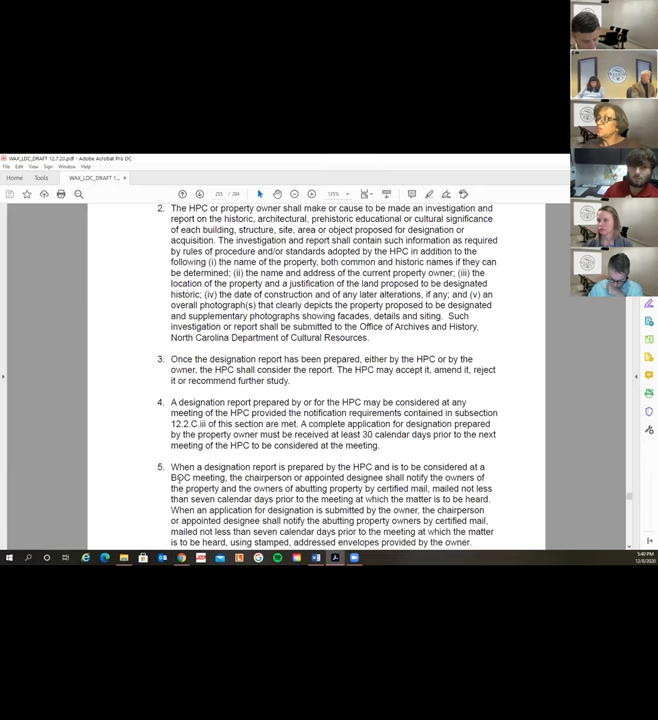 WAX_LDC_DRAFT 12.7.20.pdf - Adobe Acrobat Pro DC
File Edit View Sign Window Help
Home Tools WAX_LDC_DRAFT 1... ×
255 / 284 125%
2. The HPC or property owner shall make or cause to be made an investigation and
report on the historic, architectural, prehistoric educational or cultural significance
of each building, structure, site, area or object proposed for designation or
acquisition. The investigation and report shall contain such information as required
by rules of procedure and/or standards adopted by the HPC in addition to the
following (i) the name of the property, both common and historic names if they can
be determined; (ii) the name and address of the current property owner; (iii) the
location of the property and a justification of the land proposed to be designated
historic; (iv) the date of construction and of any later alterations, if any; and (v) an
overall photograph(s) that clearly depicts the property proposed to be designated
and supplementary photographs showing facades, details and siting. Such
investigation or report shall be submitted to the Office of Archives and History,
North Carolina Department of Cultural Resources.
3. Once the designation report has been prepared, either by the HPC or by the
owner, the HPC shall consider the report. The HPC may accept it, amend it, reject
it or recommend further study.
4. A designation report prepared by or for the HPC may be considered at any
meeting of the HPC provided the notification requirements contained in subsection
12.2.C.iii of this section are met. A complete application for designation prepared
by the property owner must be received at least 30 calendar days prior to the next
meeting of the HPC to be considered at the meeting.
5. When a designation report is prepared by the HPC and is to be considered at a
BOC meeting, the chairperson or appointed designee shall notify the owners of
the property and the owners of abutting property by certified mail, mailed not less
than seven calendar days prior to the meeting at which the matter is to be heard.
When an application for designation is submitted by the owner, the chairperson
or appointed designee shall notify the abutting property owners by certified mail,
mailed not less than seven calendar days prior to the meeting at which the matter
is to be heard, using stamped, addressed envelopes provided by the owner.
5:40 PM
12/8/2020